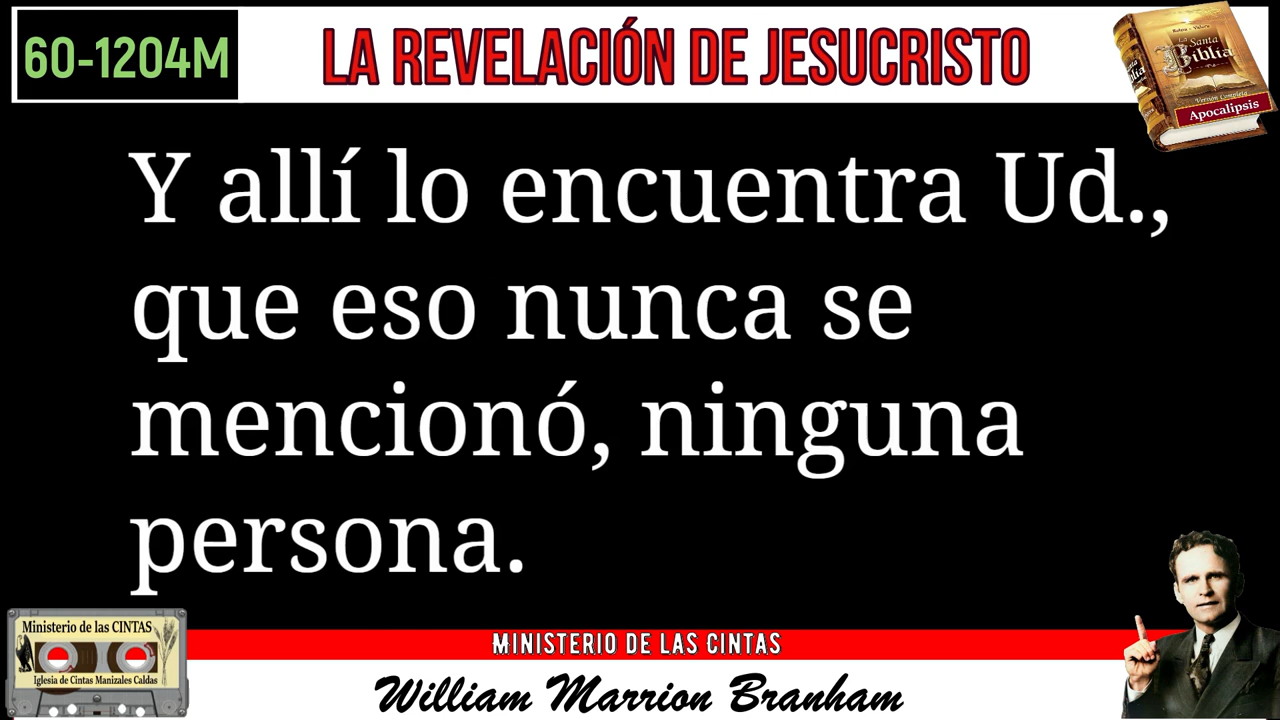 60-1204M
LA REVELACIÓN DE JESUCRISTO
La Santa
Biblia
Apocalipsis
Y allí lo encuentra Ud.,
que eso nunca se
mencionó, ninguna
persona.
Ministerio de las CINTAS
Iglesia de Cintas Manizales Caldas
MINISTERIO DE LAS CINTAS
William Marrion Branham